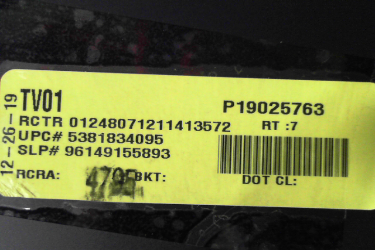 12-26-19
TV01 P19025763
RCTR 01248071211413572 RT :7
UPC# 5381834095
SLP# 96149155893
RCRA: BKT: DOT CL: